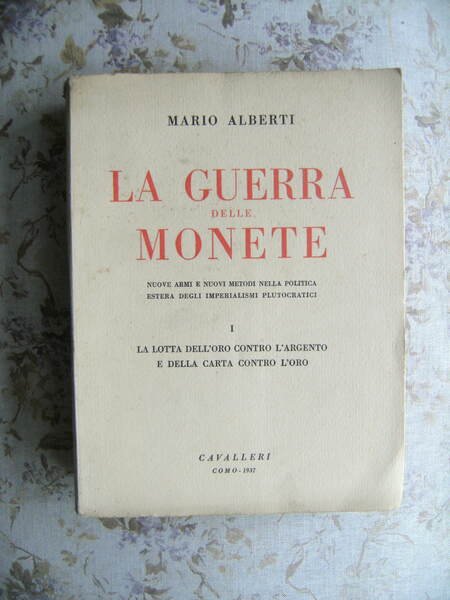 MARIO ALBERTI
LA GUERRA
DELLE
MONETE
NUOVE ARMI E NUOVI METODI NELLA POLITICA
ESTERA DEGLI IMPERIALISMI PLUTOCRATICI
I
LA LOTTA DELL'ORO CONTRO L'ARGENTO
E DELLA CARTA CONTRO L'ORO
CAVALLERI
COMO - 1937